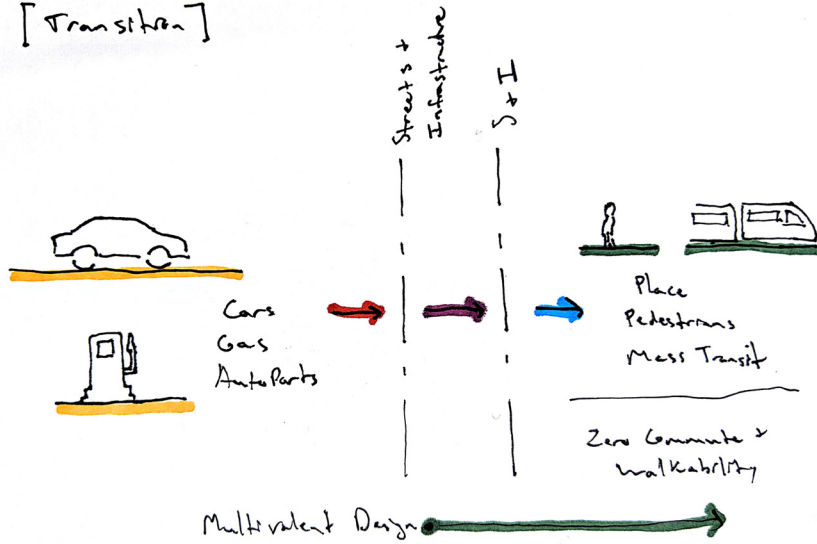 [Transition]
Streets +
Infrastructure
S + I
Cars
Gas
AutoParts
Place
Pedestrians
Mass Transit
Zero Commute +
Walkability
Multivalent Design